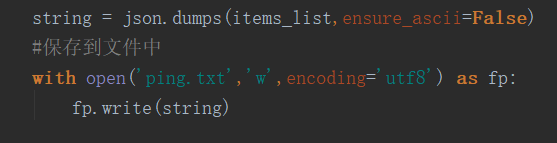 string = json.dumps(items_list,ensure_ascii=False)
#保存到文件中
with open('ping.txt','w',encoding='utf8') as fp:
    fp.write(string)